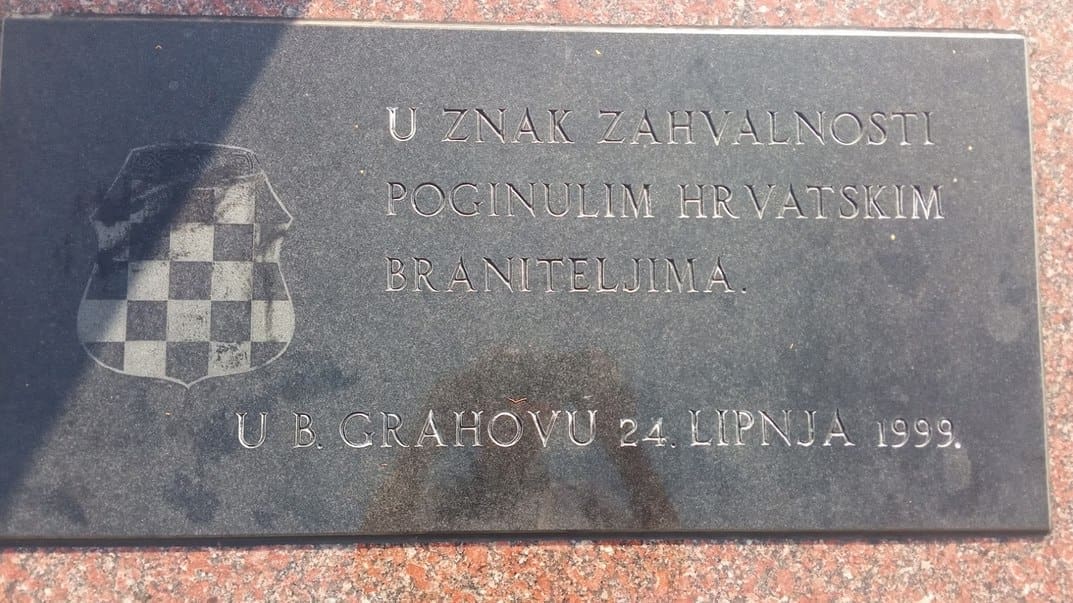 U ZNAK ZAHVALNOSTI
POGINULIM HRVATSKIM
BRANITELJIMA.
U B. GRAHOVU 24. LIPNJA 1999.